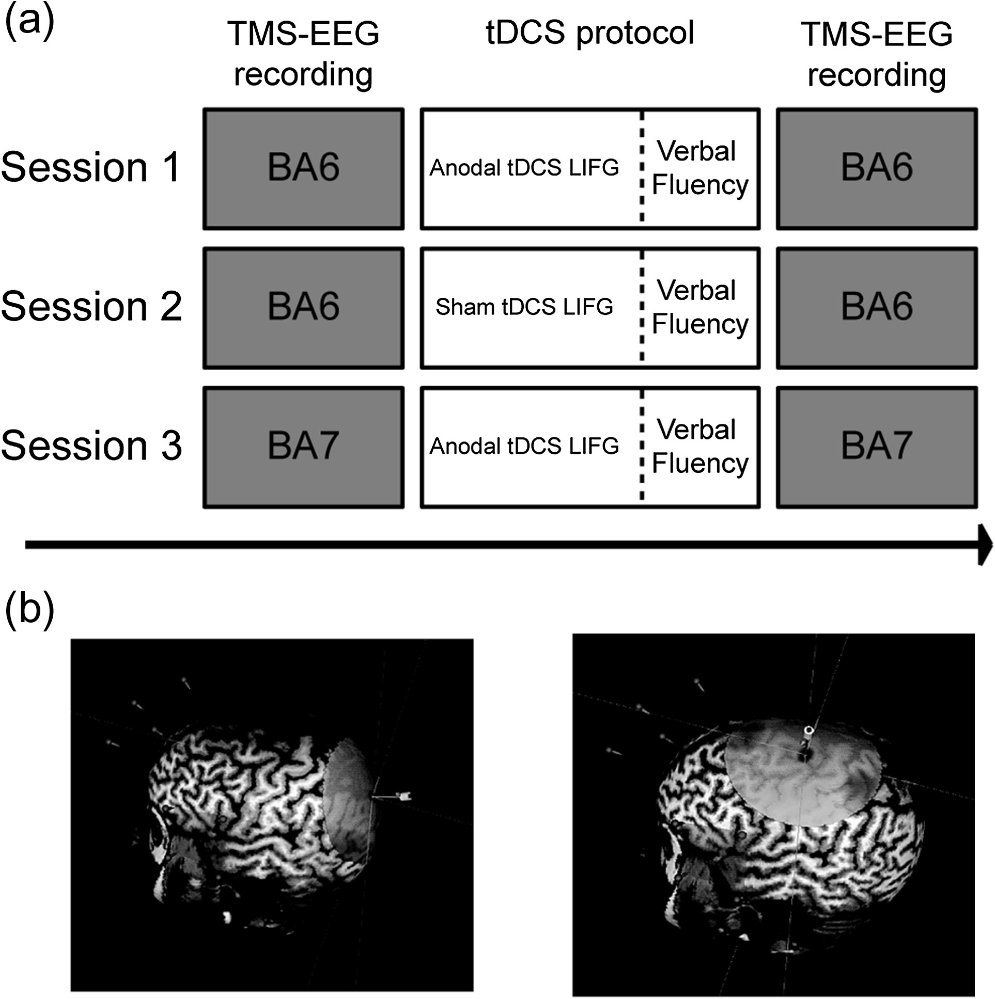 (a)
TMS-EEG
recording
tDCS protocol
TMS-EEG
recording
Session 1
BA6
Anodal tDCS LIFG
Verbal
Fluency
BA6
Session 2
BA6
Sham tDCS LIFG
Verbal
Fluency
BA6
Session 3
BA7
Anodal tDCS LIFG
Verbal
Fluency
BA7
(b)